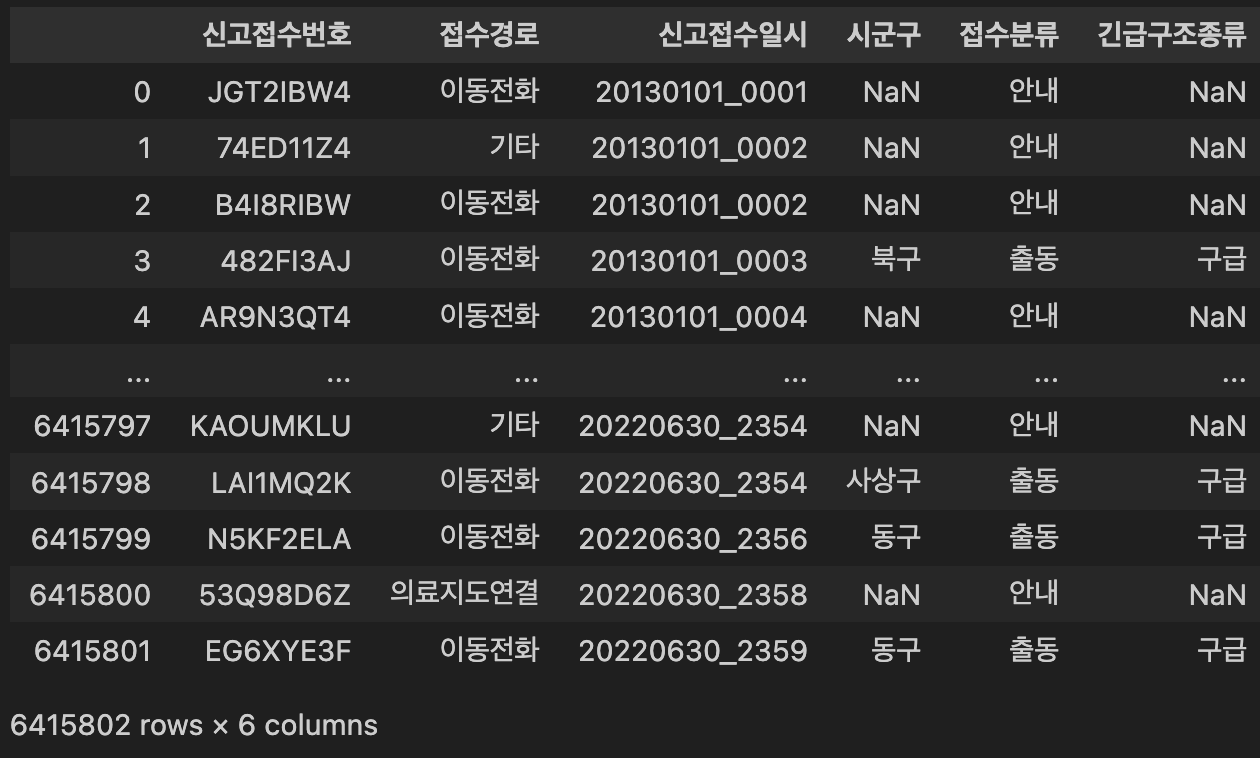 신고접수번호 접수경로 신고접수일시 시군구 접수분류 긴급구조종류
0 JGT2IBW4 이동전화 20130101_0001 NaN 안내 NaN
1 74ED11Z4 기타 20130101_0002 NaN 안내 NaN
2 B4I8RIBW 이동전화 20130101_0002 NaN 안내 NaN
3 482FI3AJ 이동전화 20130101_0003 북구 출동 구급
4 AR9N3QT4 이동전화 20130101_0004 NaN 안내 NaN
... ... ... ... ... ... ...
6415797 KAOUMKLU 기타 20220630_2354 NaN 안내 NaN
6415798 LAI1MQ2K 이동전화 20220630_2354 사상구 출동 구급
6415799 N5KF2ELA 이동전화 20220630_2356 동구 출동 구급
6415800 53Q98D6Z 의료지도연결 20220630_2358 NaN 안내 NaN
6415801 EG6XYE3F 이동전화 20220630_2359 동구 출동 구급
6415802 rows × 6 columns